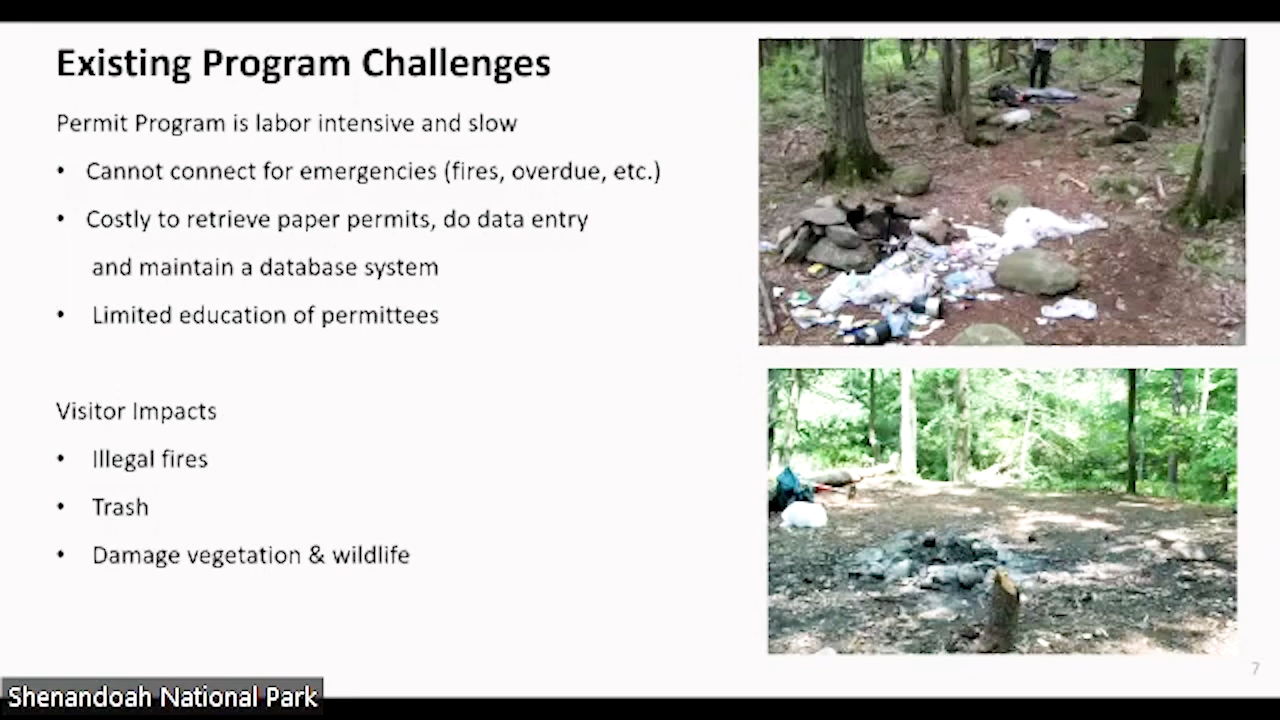 Existing Program Challenges
Permit Program is labor intensive and slow
• Cannot connect for emergencies (fires, overdue, etc.)
• Costly to retrieve paper permits, do data entry
and maintain a database system
• Limited education of permittees
Visitor Impacts
• Illegal fires
• Trash
• Damage vegetation & wildlife
7
Shenandoah National Park